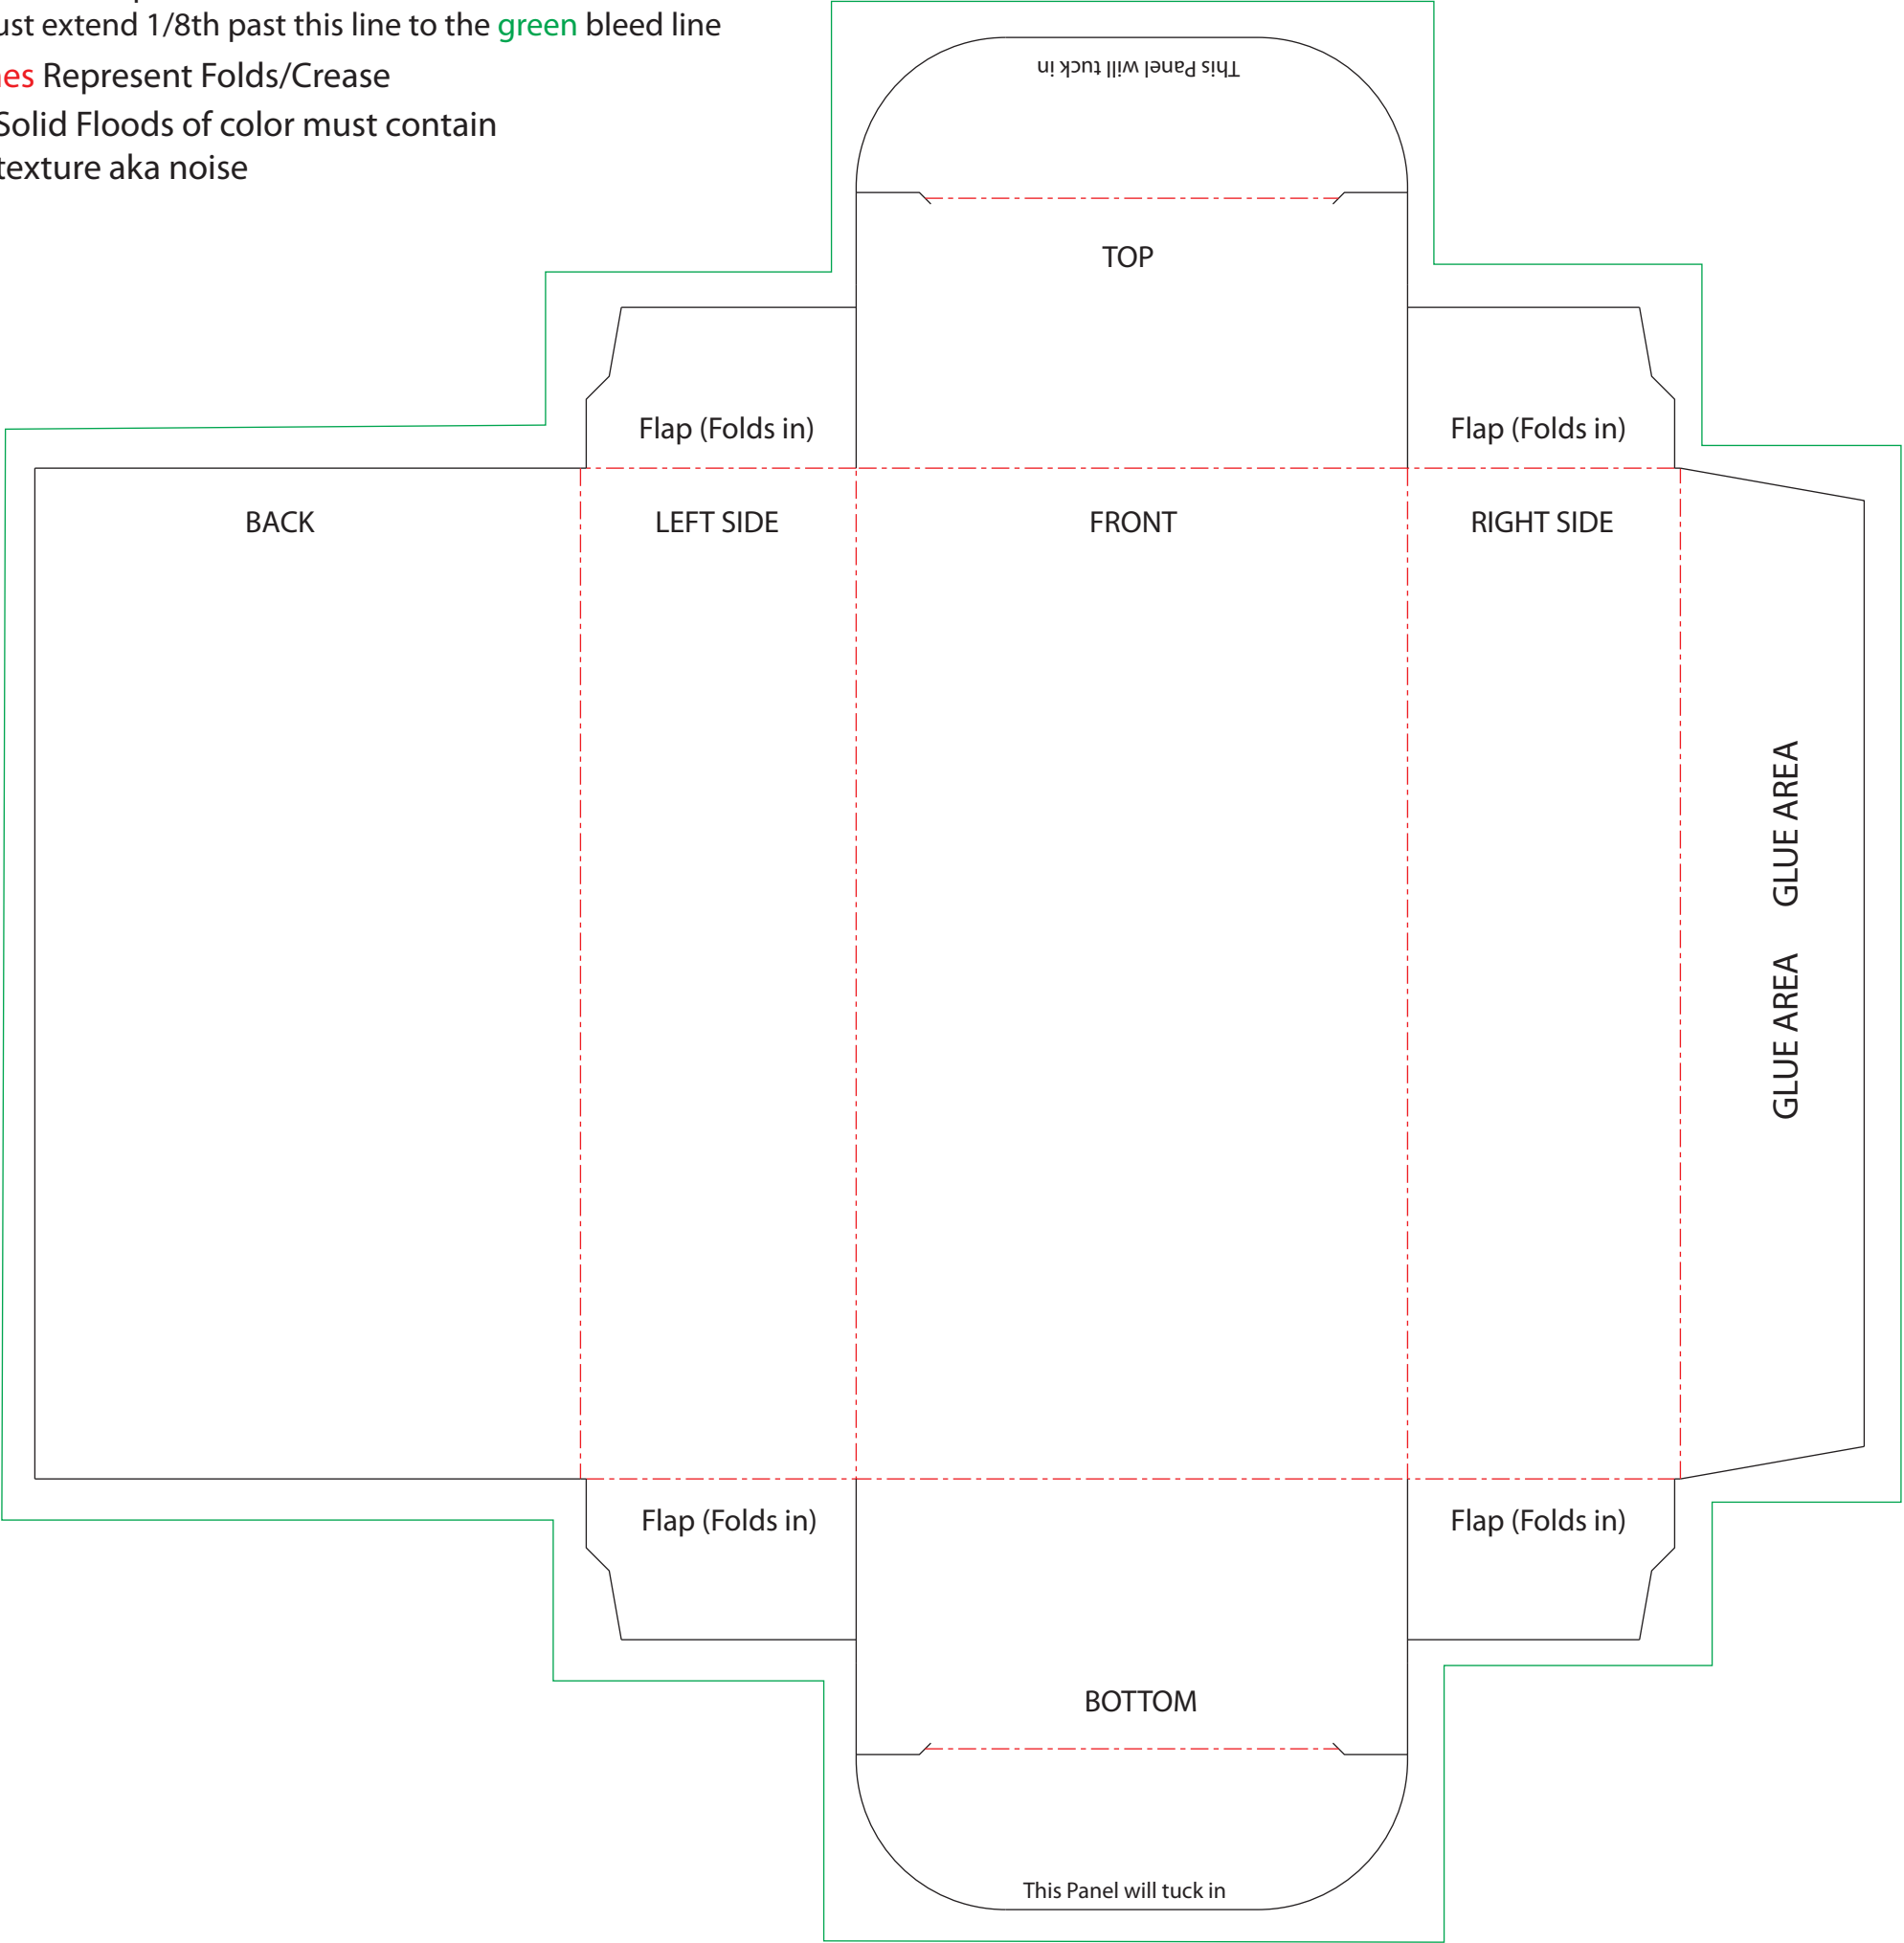 ust extend 1/8th past this line to the green bleed line
es Represent Folds/Crease
Solid Floods of color must contain
texture aka noise
This Panel will tuck in
TOP
Flap (Folds in)
Flap (Folds in)
BACK
LEFT SIDE
FRONT
RIGHT SIDE
GLUE AREA GLUE AREA
Flap (Folds in)
Flap (Folds in)
BOTTOM
This Panel will tuck in